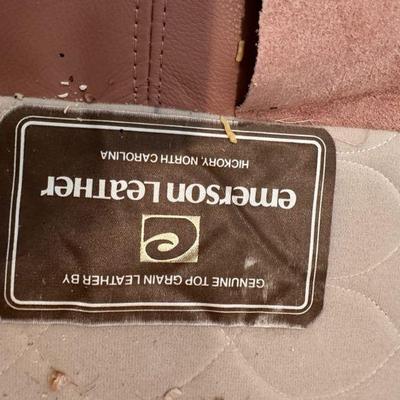 GENUINE TOP GRAIN LEATHER BY
e
emerson Leather
HICKORY, NORTH CAROLINA